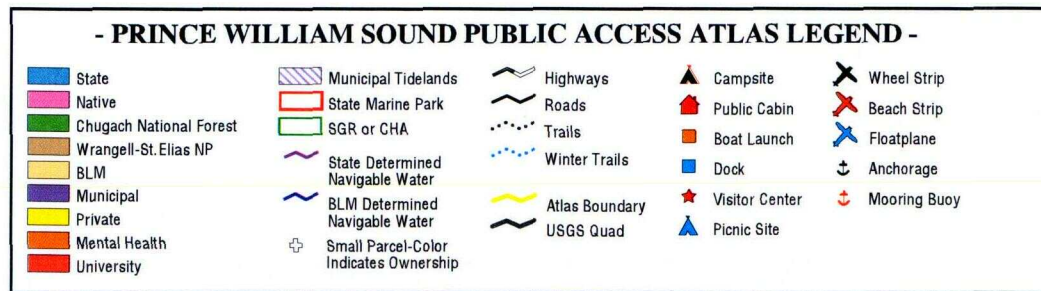 - PRINCE WILLIAM SOUND PUBLIC ACCESS ATLAS LEGEND -
State
Native
Chugach National Forest
Wrangell-St.Elias NP
BLM
Municipal
Private
Mental Health
University
Municipal Tidelands
State Marine Park
SGR or CHA
State Determined
Navigable Water
BLM Determined
Navigable Water
Small Parcel-Color
Indicates Ownership
Highways
Roads
Trails
Winter Trails
Atlas Boundary
USGS Quad
Campsite
Public Cabin
Boat Launch
Dock
Visitor Center
Picnic Site
Wheel Strip
Beach Strip
Floatplane
Anchorage
Mooring Buoy